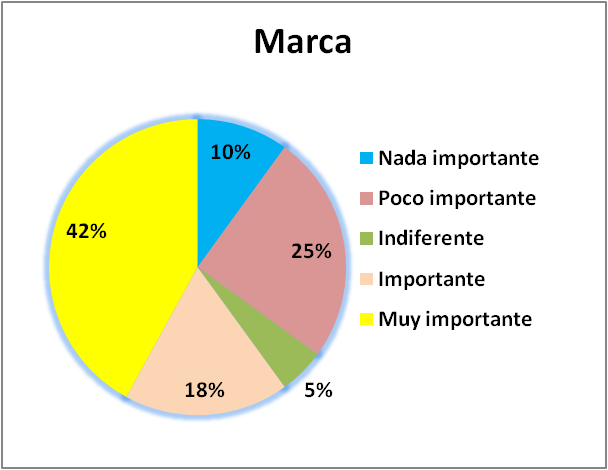 Marca
10%
25%
5%
18%
42%
Nada importante
Poco importante
Indiferente
Importante
Muy importante